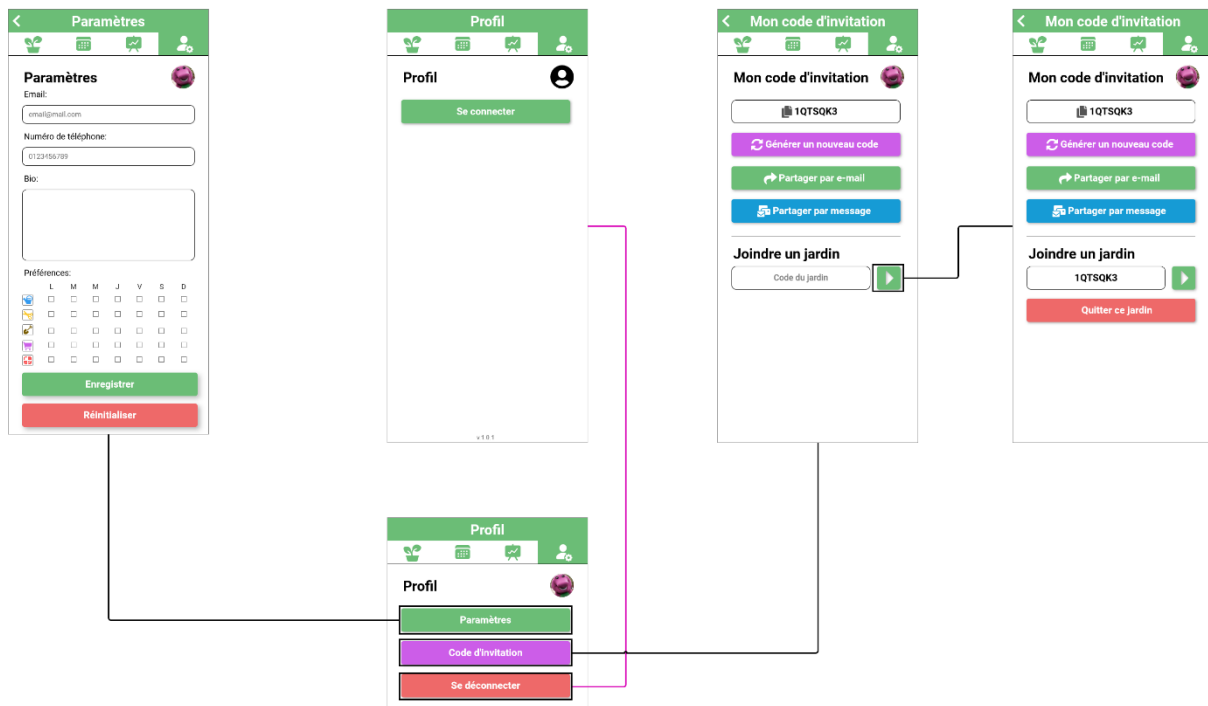 Paramètres
Paramètres
Email:
email@mail.com
Numéro de téléphone:
0123456789
Bio:
Préférences:
L M M J V S D
Enregistrer
Réinitialiser
Profil
Profil
Se connecter
v 1.0.1
Mon code d'invitation
Mon code d'invitation
1QTSQK3
Générer un nouveau code
Partager par e-mail
Partager par message
Joindre un jardin
Code du jardin
Mon code d'invitation
Mon code d'invitation
1QTSQK3
Générer un nouveau code
Partager par e-mail
Partager par message
Joindre un jardin
1QTSQK3
Quitter ce jardin
Profil
Profil
Paramètres
Code d'Invitation
Se déconnecter